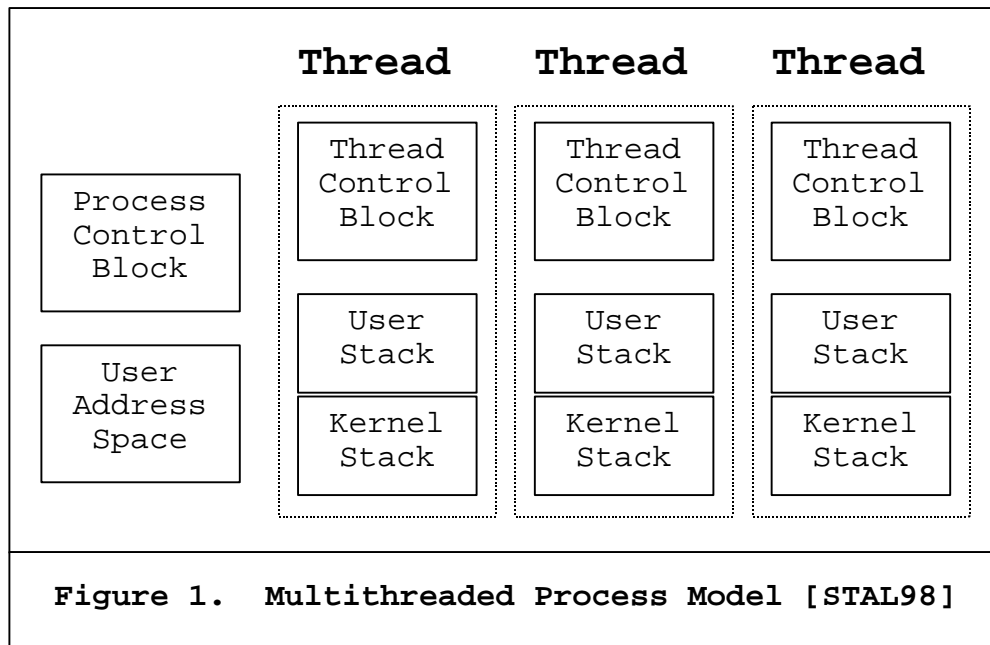 Thread Thread Thread
Process
Control
Block
User
Address
Space
Thread
Control
Block
User
Stack
Kernel
Stack
Thread
Control
Block
User
Stack
Kernel
Stack
Thread
Control
Block
User
Stack
Kernel
Stack
Figure 1. Multithreaded Process Model [STAL98]